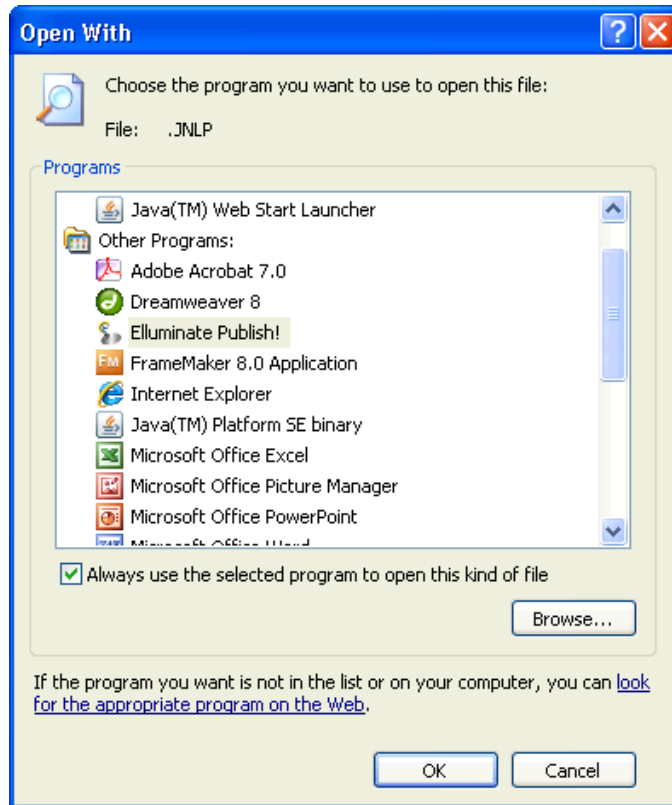 Open With
Choose the program you want to use to open this file:
File: .JNLP
Programs
Java(TM) Web Start Launcher
Other Programs:
Adobe Acrobat 7.0
Dreamweaver 8
Elluminate Publish!
FM FrameMaker 8.0 Application
Internet Explorer
Java(TM) Platform SE binary
Microsoft Office Excel
Microsoft Office Picture Manager
Microsoft Office PowerPoint
Microsoft Office Word
Always use the selected program to open this kind of file
Browse...
If the program you want is not in the list or on your computer, you can look
for the appropriate program on the Web.
OK Cancel